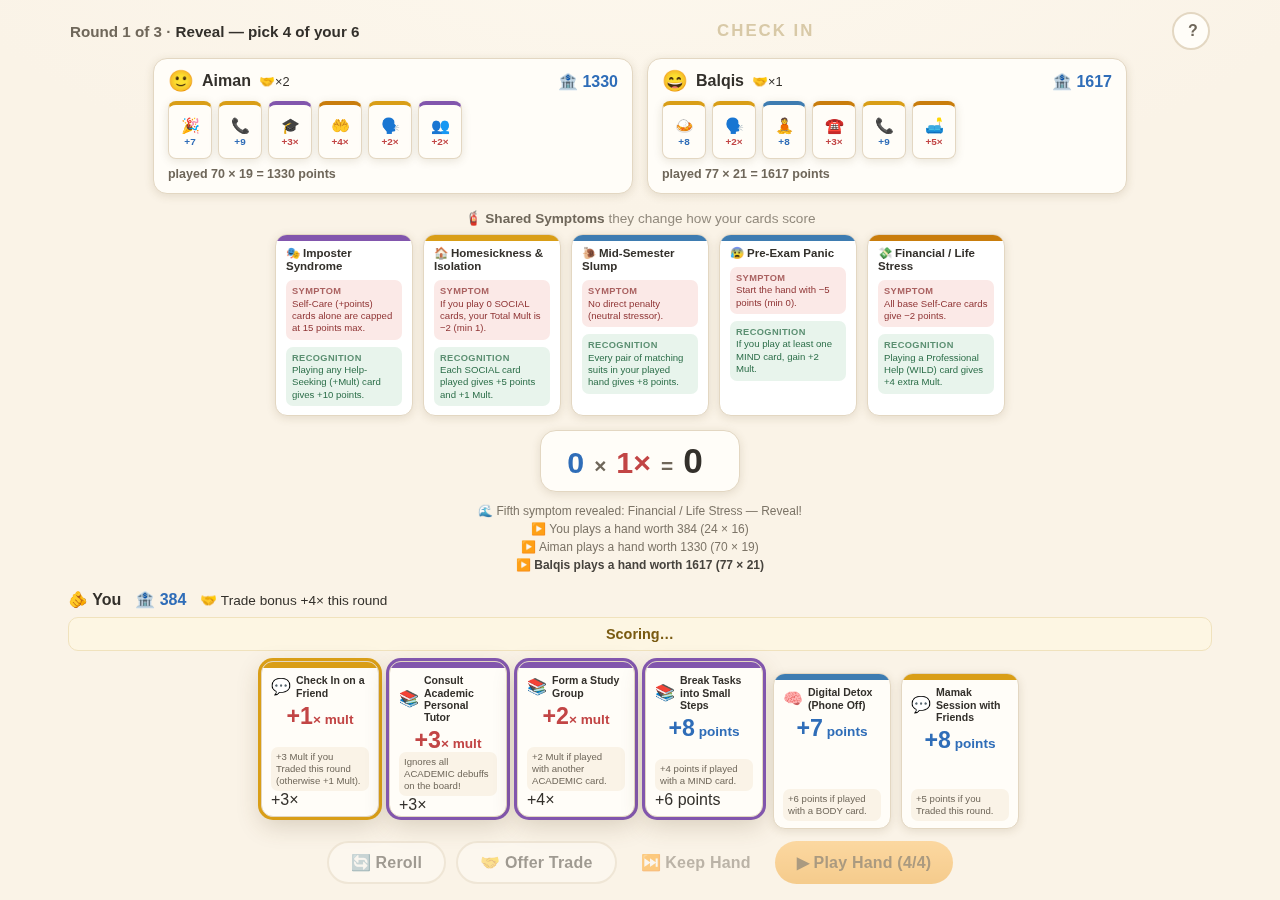 Round 1 of 3 · Reveal — pick 4 of your 6
CHECK IN
?
Aiman 🤝×2
🏦 1330
+7
+9
+3×
+4×
+2×
+2×
played 70 × 19 = 1330 points
Balqis 🤝×1
🏦 1617
+8
+2×
+8
+3×
+9
+5×
played 77 × 21 = 1617 points
Shared Symptoms they change how your cards score
Imposter
Syndrome
SYMPTOM
Self-Care (+points)
cards alone are capped
at 15 points max.
RECOGNITION
Playing any Help-
Seeking (+Mult) card
gives +10 points.
Homesickness &
Isolation
SYMPTOM
If you play 0 SOCIAL
cards, your Total Mult is
−2 (min 1).
RECOGNITION
Each SOCIAL card
played gives +5 points
and +1 Mult.
Mid-Semester
Slump
SYMPTOM
No direct penalty
(neutral stressor).
RECOGNITION
Every pair of matching
suits in your played
hand gives +8 points.
Pre-Exam Panic
SYMPTOM
Start the hand with −5
points (min 0).
RECOGNITION
If you play at least one
MIND card, gain +2
Mult.
Financial / Life
Stress
SYMPTOM
All base Self-Care cards
give −2 points.
RECOGNITION
Playing a Professional
Help (WILD) card gives
+4 extra Mult.
0 × 1× = 0
Fifth symptom revealed: Financial / Life Stress — Reveal!
You plays a hand worth 384 (24 × 16)
Aiman plays a hand worth 1330 (70 × 19)
Balqis plays a hand worth 1617 (77 × 21)
You 🏦 384 🤝 Trade bonus +4× this round
Scoring…
Check In on a
Friend
+1× mult
+3 Mult if you
Traded this round
(otherwise +1 Mult).
+3×
Consult
Academic
Personal
Tutor
+3× mult
Ignores all
ACADEMIC debuffs
on the board!
+3×
Form a Study
Group
+2× mult
+2 Mult if played
with another
ACADEMIC card.
+4×
Break Tasks
into Small
Steps
+8 points
+4 points if played
with a MIND card.
+6 points
Digital Detox
(Phone Off)
+7 points
+6 points if played
with a BODY card.
Mamak
Session with
Friends
+8 points
+5 points if you
Traded this round.
Reroll
Offer Trade
Keep Hand
▶ Play Hand (4/4)